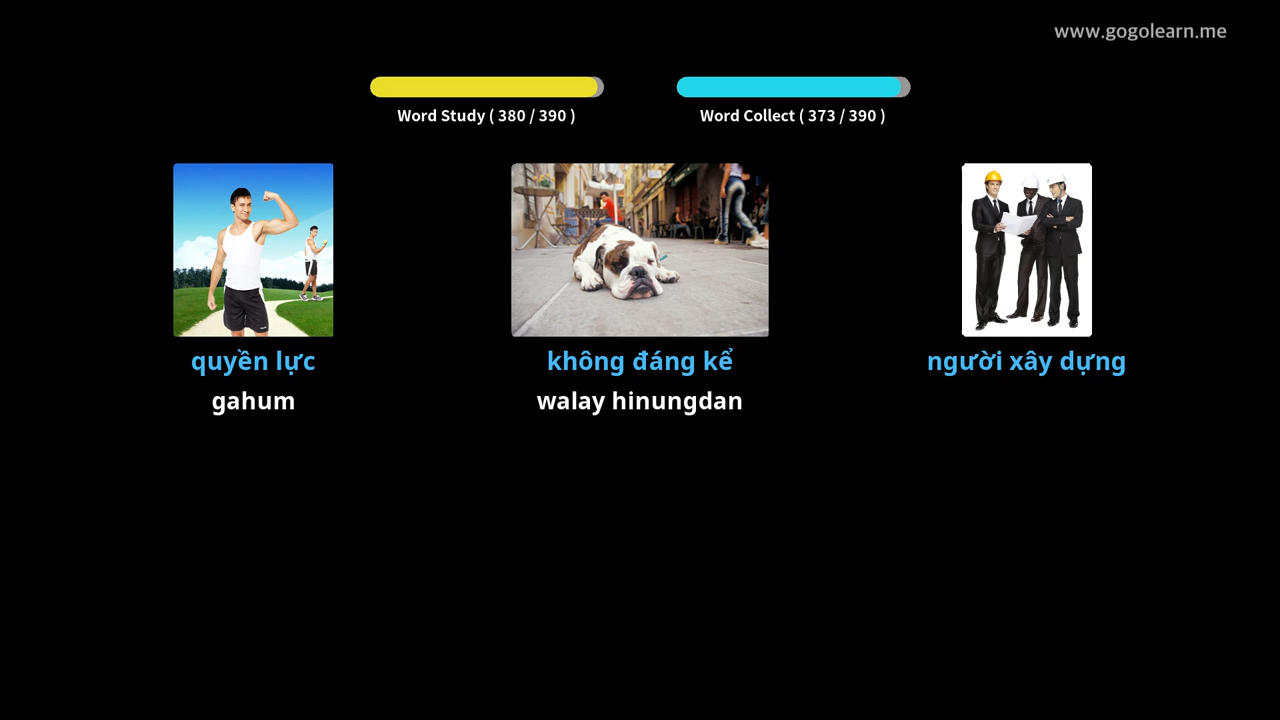 www.gogolearn.me
Word Study ( 380 / 390 )
Word Collect ( 373 / 390 )
quyền lực
gahum
không đáng kể
walay hinungdan
người xây dựng